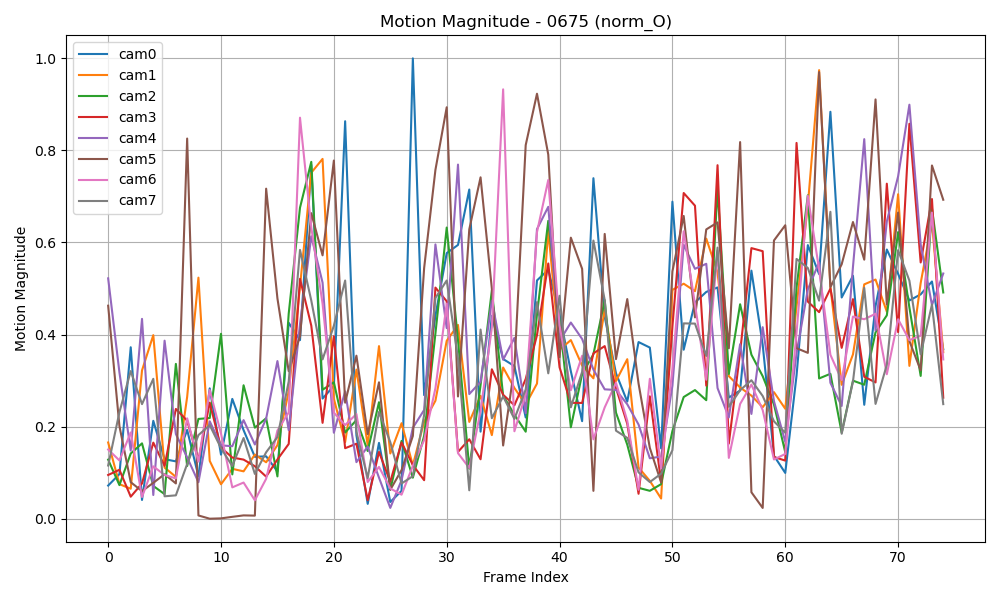 Motion Magnitude - 0675 (norm_O)
1.0
0.8
0.6
0.4
0.2
0.0
Motion Magnitude
cam0
cam1
cam2
cam3
cam4
cam5
cam6
cam7
0 10 20 30 40 50 60 70
Frame Index